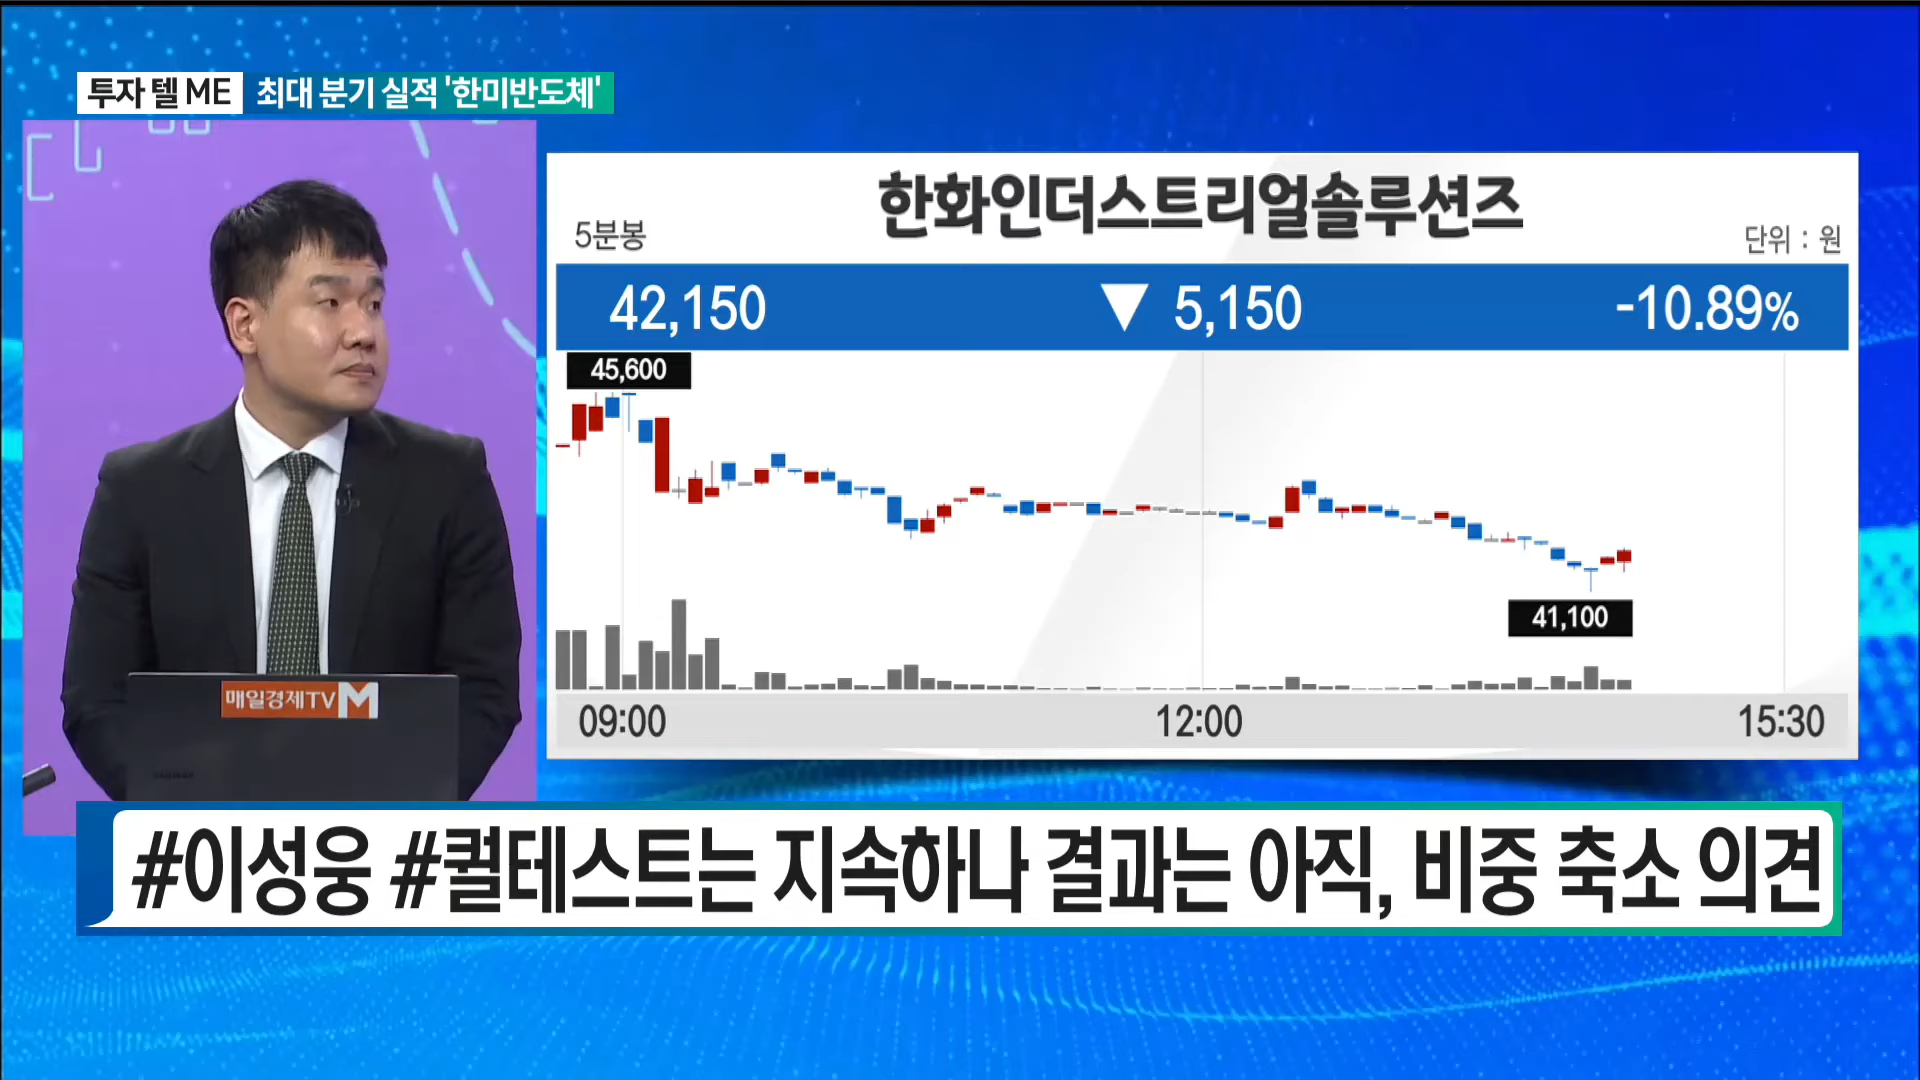 투자 텔 ME 최대 분기 실적 '한미반도체'
한화인더스트리얼솔루션즈
5분봉
단위 : 원
42,150 ▼ 5,150 -10.89%
45,600
41,100
09:00 12:00 15:30
매일경제TV M
#이성웅 #퀄테스트는 지속하나 결과는 아직, 비중 축소 의견